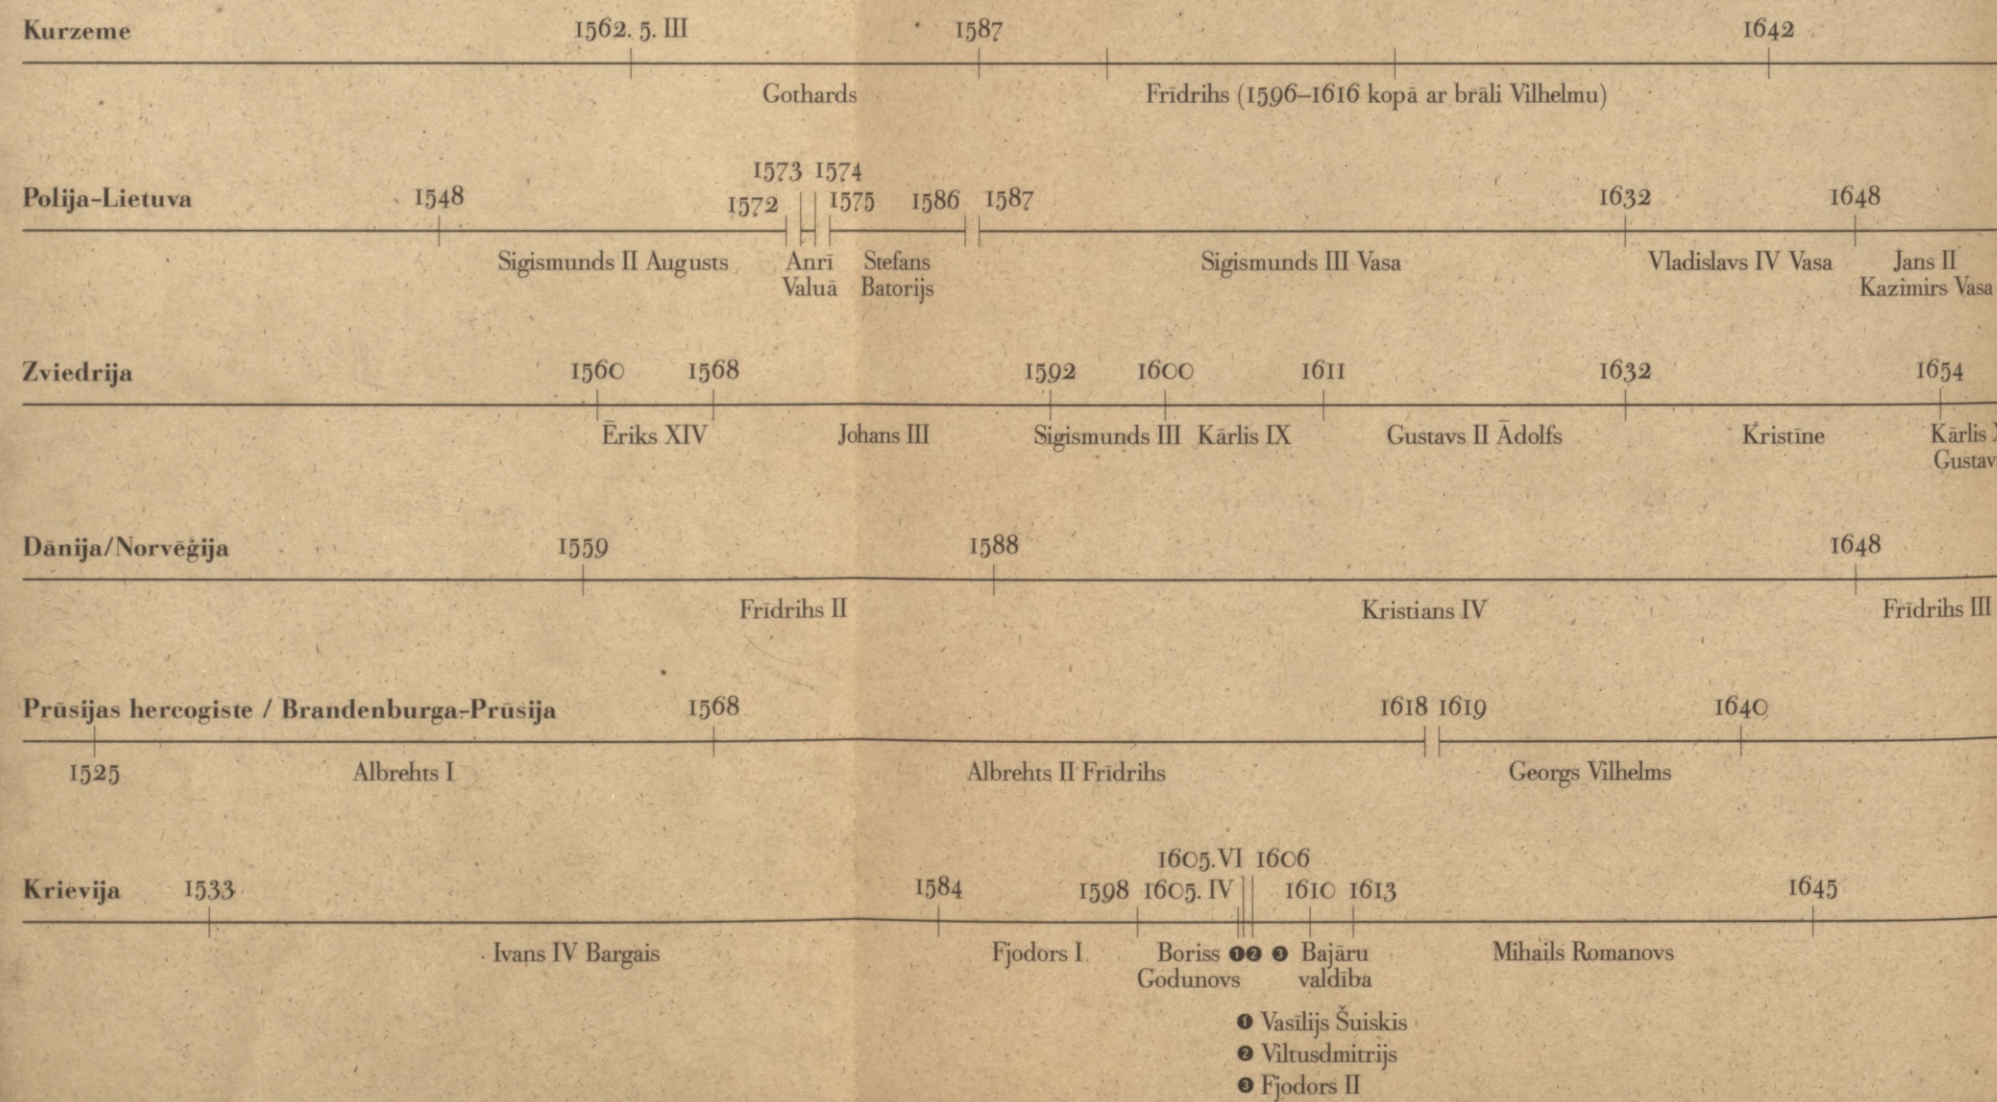 Kurzeme 1562. 5. III 1587 1642
Gothards Frīdrihs (1596–1616 kopā ar brāli Vilhelmu)
1573 1574
Polija-Lietuva 1548 1572 1575 1586 1587 1632 1648
Sigismunds II Augusts Anrī Stefans Sigismunds III Vasa Vladislavs IV Vasa Jans II
Valuā Batorijs Kazimirs Vasa
Zviedrija 1560 1568 1592 1600 1611 1632 1654
Ēriks XIV Johans III Sigismunds III Kārlis IX Gustavs II Ādolfs Kristīne Kārlis
Gustav
Dānija/Norvēģija 1559 1588 1648
Frīdrihs II Kristians IV Frīdrihs III
Prūsijas hercogiste / Brandenburga-Prūsija 1568 1618 1619 1640
1525 Albrehts I Albrehts II Frīdrihs Georgs Vilhelms
1605.VI 1606
Krievija 1533 1584 1598 1605. IV 1610 1613 1645
Ivans IV Bargais Fjodors I Boriss ❶❷ ❸ Bajāru Mihails Romanovs
Godunovs valdība
❶ Vasīlijs Šuiskis
❷ Viltusdmitrijs
❸ Fjodors II